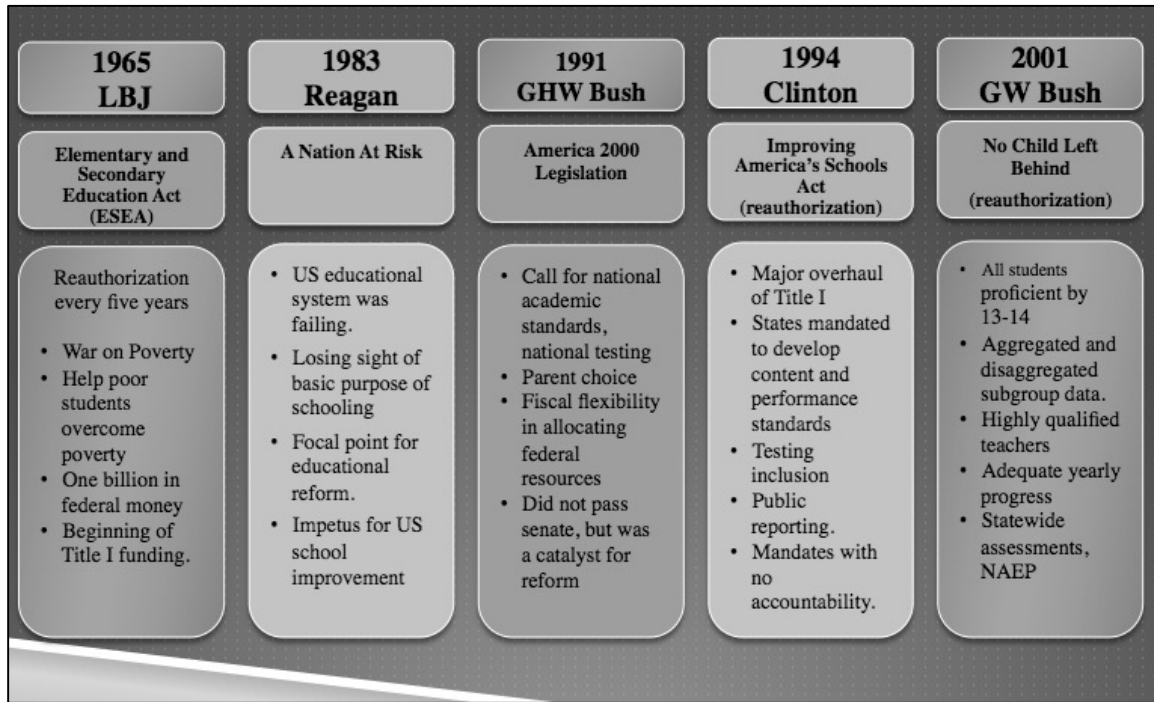 1965
LBJ
Elementary and
Secondary
Education Act
(ESEA)
Reauthorization
every five years
• War on Poverty
• Help poor
students
overcome
poverty
• One billion in
federal money
• Beginning of
Title I funding.
1983
Reagan
A Nation At Risk
• US educational
system was
failing.
• Losing sight of
basic purpose of
schooling
• Focal point for
educational
reform.
• Impetus for US
school
improvement
1991
GHW Bush
America 2000
Legislation
• Call for national
academic
standards,
national testing
• Parent choice
• Fiscal flexibility
in allocating
federal
resources
• Did not pass
senate, but was
a catalyst for
reform
1994
Clinton
Improving
America's Schools
Act
(reauthorization)
• Major overhaul
of Title I
• States mandated
to develop
content and
performance
standards
• Testing
inclusion
• Public
reporting.
• Mandates with
no
accountability.
2001
GW Bush
No Child Left
Behind
(reauthorization)
• All students
proficient by
13-14
• Aggregated and
disaggregated
subgroup data.
• Highly qualified
teachers
• Adequate yearly
progress
• Statewide
assessments,
NAEP